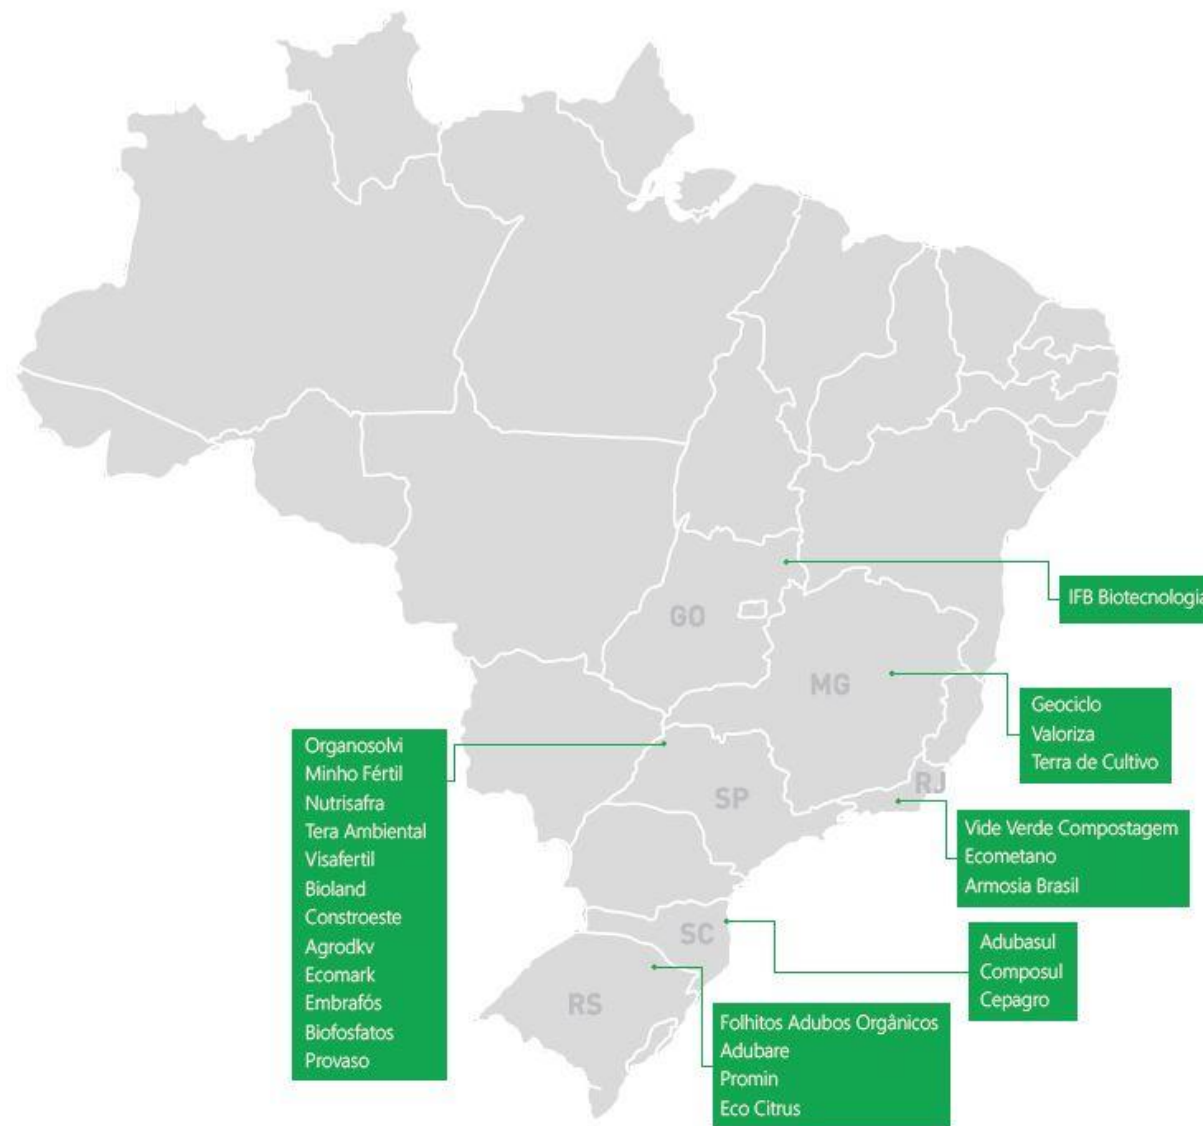 GO
IFB Biotecnologia
MG
Geociclo
Valoriza
Terra de Cultivo
Organosolvi
Minho Fértil
Nutrisafra
Tera Ambiental
Visafertil
Bioland
Constroeste
Agrodkv
Ecomark
Embrafós
Biofosfatos
Provaso
SP
RJ
Vide Verde Compostagem
Ecometano
Armosia Brasil
SC
Adubasul
Composul
Cepagro
RS
Folhitos Adubos Orgânicos
Adubare
Promin
Eco Citrus